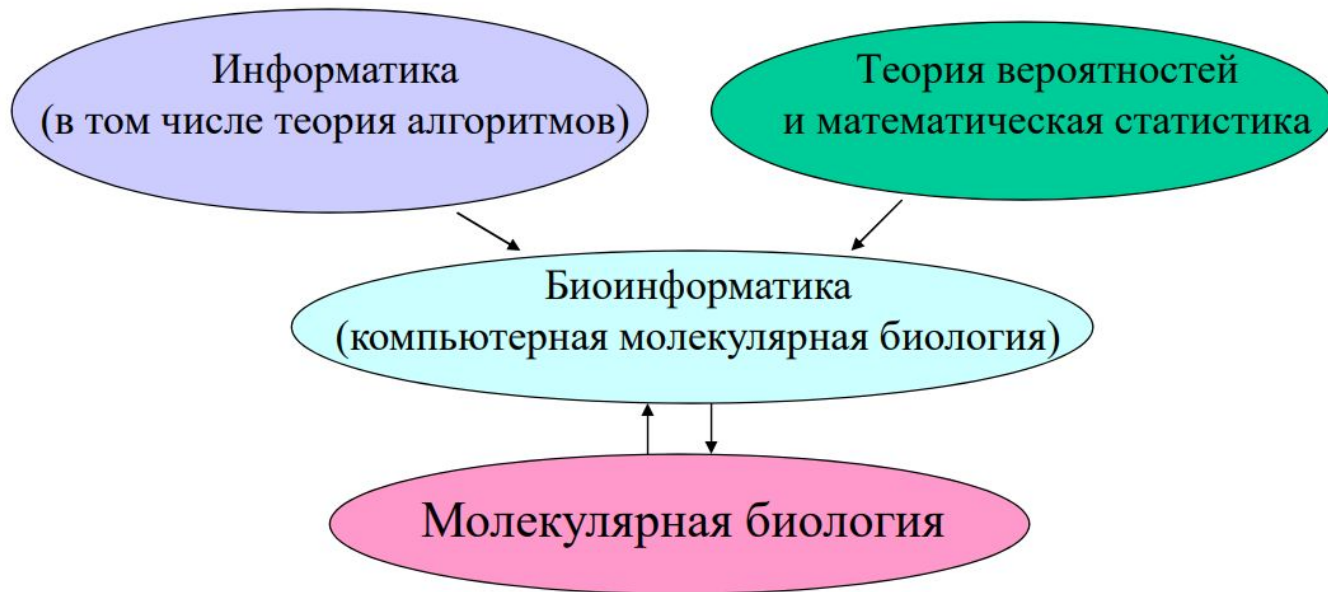 Информатика
(в том числе теория алгоритмов)
Теория вероятностей
и математическая статистика
Биоинформатика
(компьютерная молекулярная биология)
Молекулярная биология